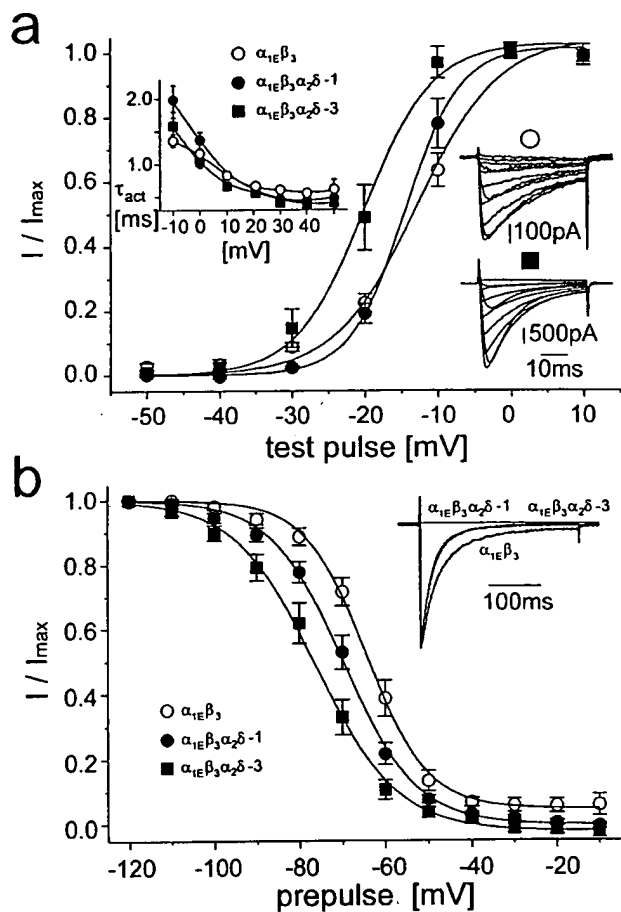 a
α1Eβ3
α1Eβ3α2δ-1
α1Eβ3α2δ-3
2.0
1.0
τact
[ms]
-10 0 10 20 40
[mV]
I / Imax
1.0
0.8
0.6
0.4
0.2
0.0
100pA
500pA
10ms
-50 -40 -30 -20 -10 0 10
test pulse [mV]
b
α1Eβ3α2δ-1 α1Eβ3α2δ-3
α1Eβ3
100ms
I / Imax
1.0
0.8
0.6
0.4
0.2
0.0
α1Eβ3
α1Eβ3α2δ-1
α1Eβ3α2δ-3
-120 -100 -80 -60 -40 -20
prepulse [mV]